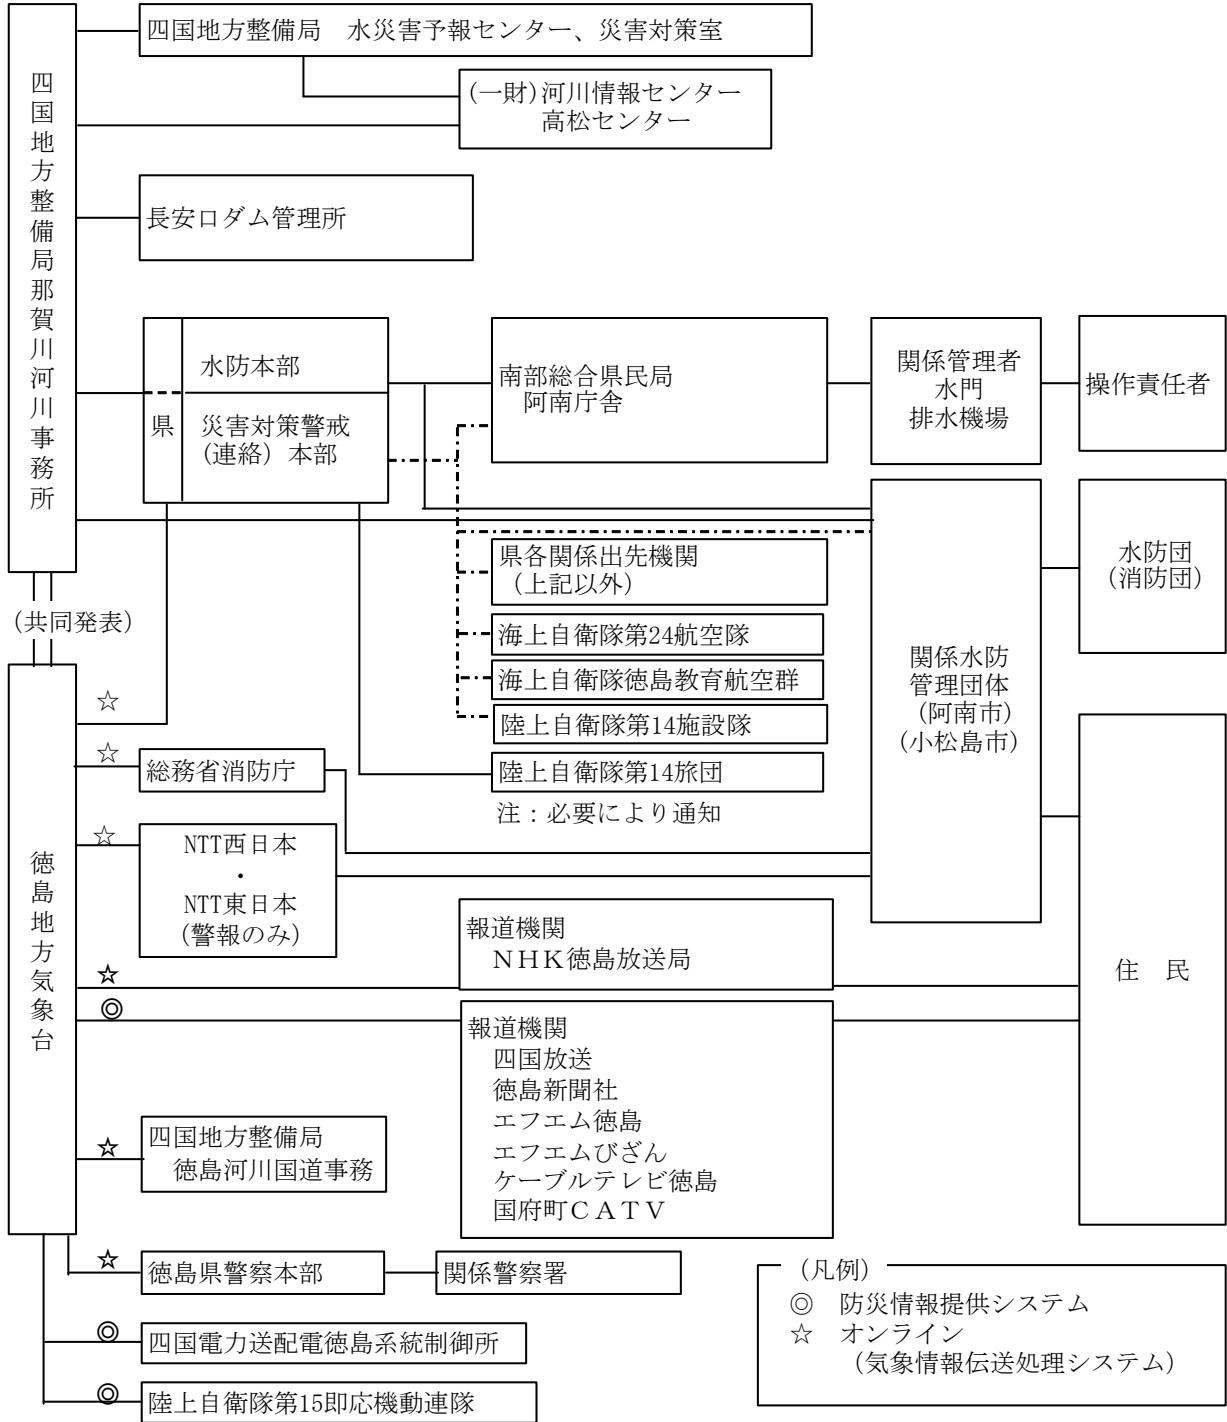 四国地方整備局那賀川河川事務所
四国地方整備局　水災害予報センター、災害対策室
(一財)河川情報センター
高松センター
長安口ダム管理所
県
水防本部
災害対策警戒
(連絡）本部
南部総合県民局
阿南庁舎
関係管理者
水門
排水機場
操作責任者
県各関係出先機関
（上記以外）
海上自衛隊第24航空隊
海上自衛隊徳島教育航空群
陸上自衛隊第14施設隊
陸上自衛隊第14旅団
注：必要により通知
関係水防
管理団体
（阿南市）
(小松島市）
水防団
(消防団）
住　民
(共同発表）
徳島地方気象台
☆
☆
総務省消防庁
☆
NTT西日本
・
NTT東日本
(警報のみ）
☆
報道機関
ＮＨＫ徳島放送局
◎
報道機関
四国放送
徳島新聞社
エフエム徳島
エフエムびざん
ケーブルテレビ徳島
国府町ＣＡＴＶ
☆
四国地方整備局
徳島河川国道事務
☆
徳島県警察本部
関係警察署
◎
四国電力送配電徳島系統制御所
◎
陸上自衛隊第15即応機動連隊
（凡例）
◎　防災情報提供システム
☆　オンライン
（気象情報伝送処理システム）